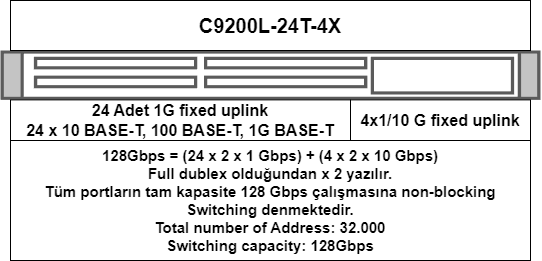 C9200L-24T-4X
24 Adet 1G fixed uplink
24 x 10 BASE-T, 100 BASE-T, 1G BASE-T
4x1/10 G fixed uplink
128Gbps = (24 x 2 x 1 Gbps) + (4 x 2 x 10 Gbps)
Full dublex olduğundan x 2 yazılır.
Tüm portların tam kapasite 128 Gbps çalışmasına non-blocking
Switching denmektedir.
Total number of Address: 32.000
Switching capacity: 128Gbps